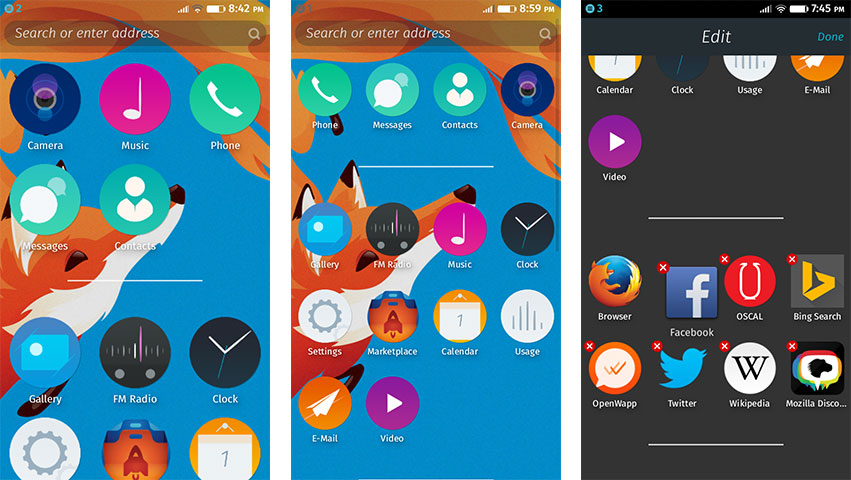 2
8:42 PM
Search or enter address
Camera
Music
Phone
Messages
Contacts
Gallery
FM Radio
Clock
1
1
8:59 PM
Search or enter address
Phone
Messages
Contacts
Camera
Gallery
FM Radio
Music
Clock
1
Settings
Marketplace
Calendar
Usage
E-Mail
Video
3
7:45 PM
Edit
Done
Calendar
Clock
Usage
E-Mail
Video
f
b
W
Browser
Facebook
OSCAL
Bing Search
OpenWapp
Twitter
Wikipedia
Mozilla Disco...